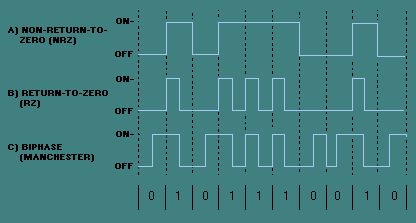 ON-
A) NON-RETURN-TO-
ZERO (NRZ)
OFF
ON-
B) RETURN-TO-ZERO
(RZ)
OFF
ON-
C) BIPHASE
(MANCHESTER)
OFF
0 1 0 1 1 1 0 0 1 0